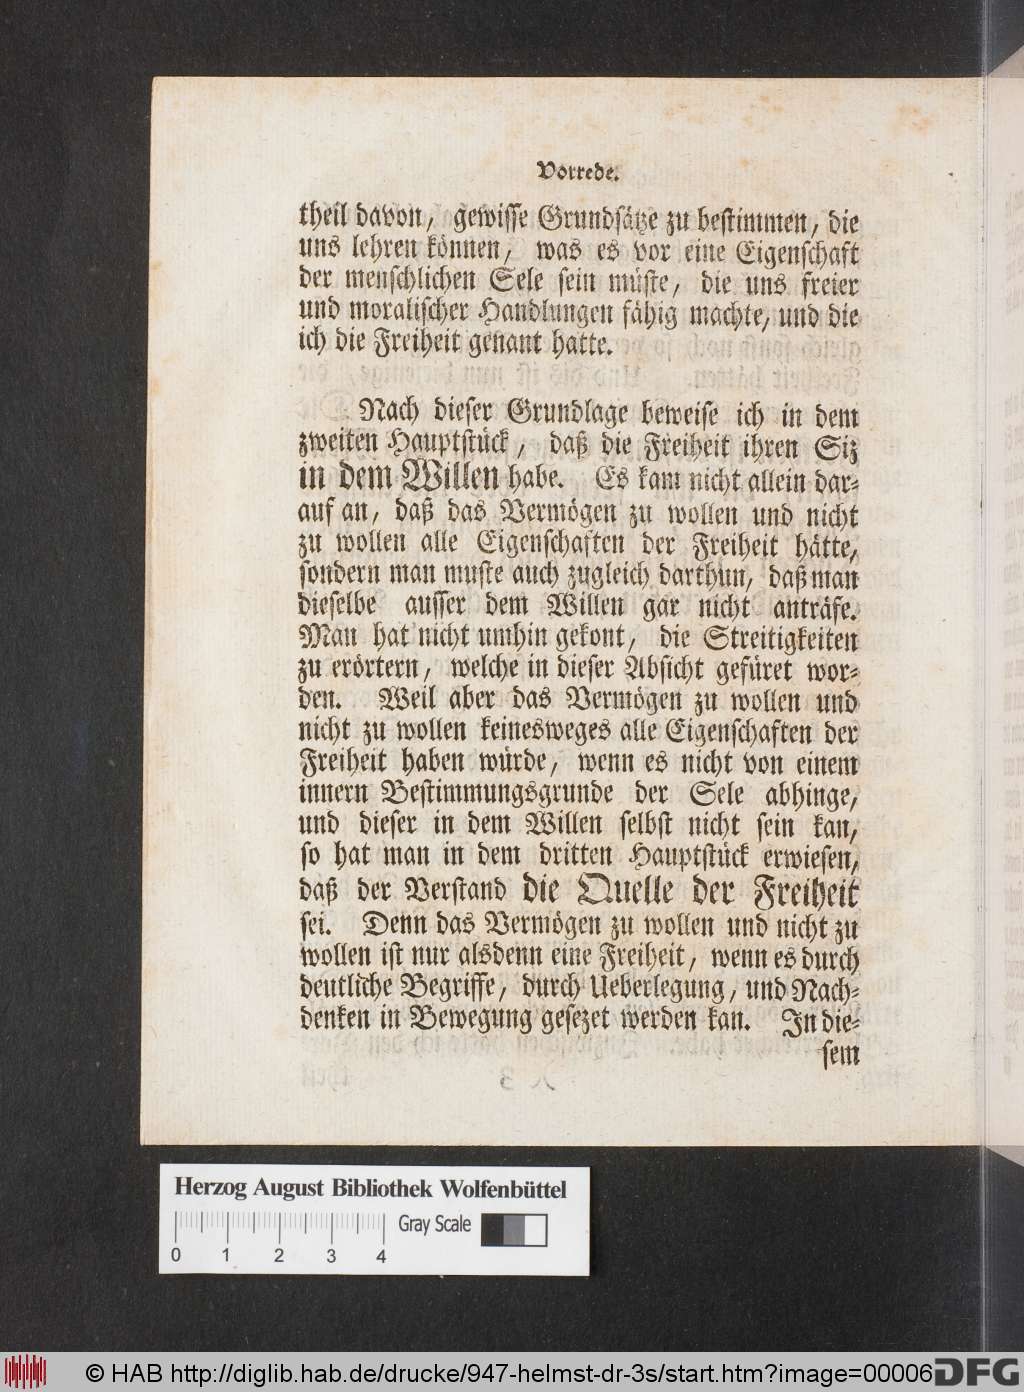 Vorrede.
theil davon, gewisse Grundsätze zu bestimmen, die
uns lehren können, was es vor eine Eigenschaft
der menschlichen Sele sein müste, die uns freier
und moralischer Handlungen fähig machte, und die
ich die Freiheit genant hatte.
Nach dieser Grundlage beweise ich in dem
zweiten Hauptstück, daß die Freiheit ihren Siz
in dem Willen habe. Es kam nicht allein dar-
auf an, daß das Vermögen zu wollen und nicht
zu wollen alle Eigenschaften der Freiheit hätte,
sondern man muste auch zugleich darthun, daß man
dieselbe ausser dem Willen gar nicht anträfe.
Man hat nicht umhin gekont, die Streitigkeiten
zu erörtern, welche in dieser Absicht gefüret wor-
den. Weil aber das Vermögen zu wollen und
nicht zu wollen keinesweges alle Eigenschaften der
Freiheit haben würde, wenn es nicht von einem
innern Bestimmungsgrunde der Sele abhinge,
und dieser in dem Willen selbst nicht sein kan,
so hat man in dem dritten Hauptstück erwiesen,
daß der Verstand die Quelle der Freiheit
sei. Denn das Vermögen zu wollen und nicht zu
wollen ist nur alsdenn eine Freiheit, wenn es durch
deutliche Begriffe, durch Ueberlegung, und Nach-
denken in Bewegung gesezet werden kan. In die-
sem
Herzog August Bibliothek Wolfenbüttel
Gray Scale
0 1 2 3 4
© HAB http://diglib.hab.de/drucke/947-helmst-dr-3s/start.htm?image=00006
DFG